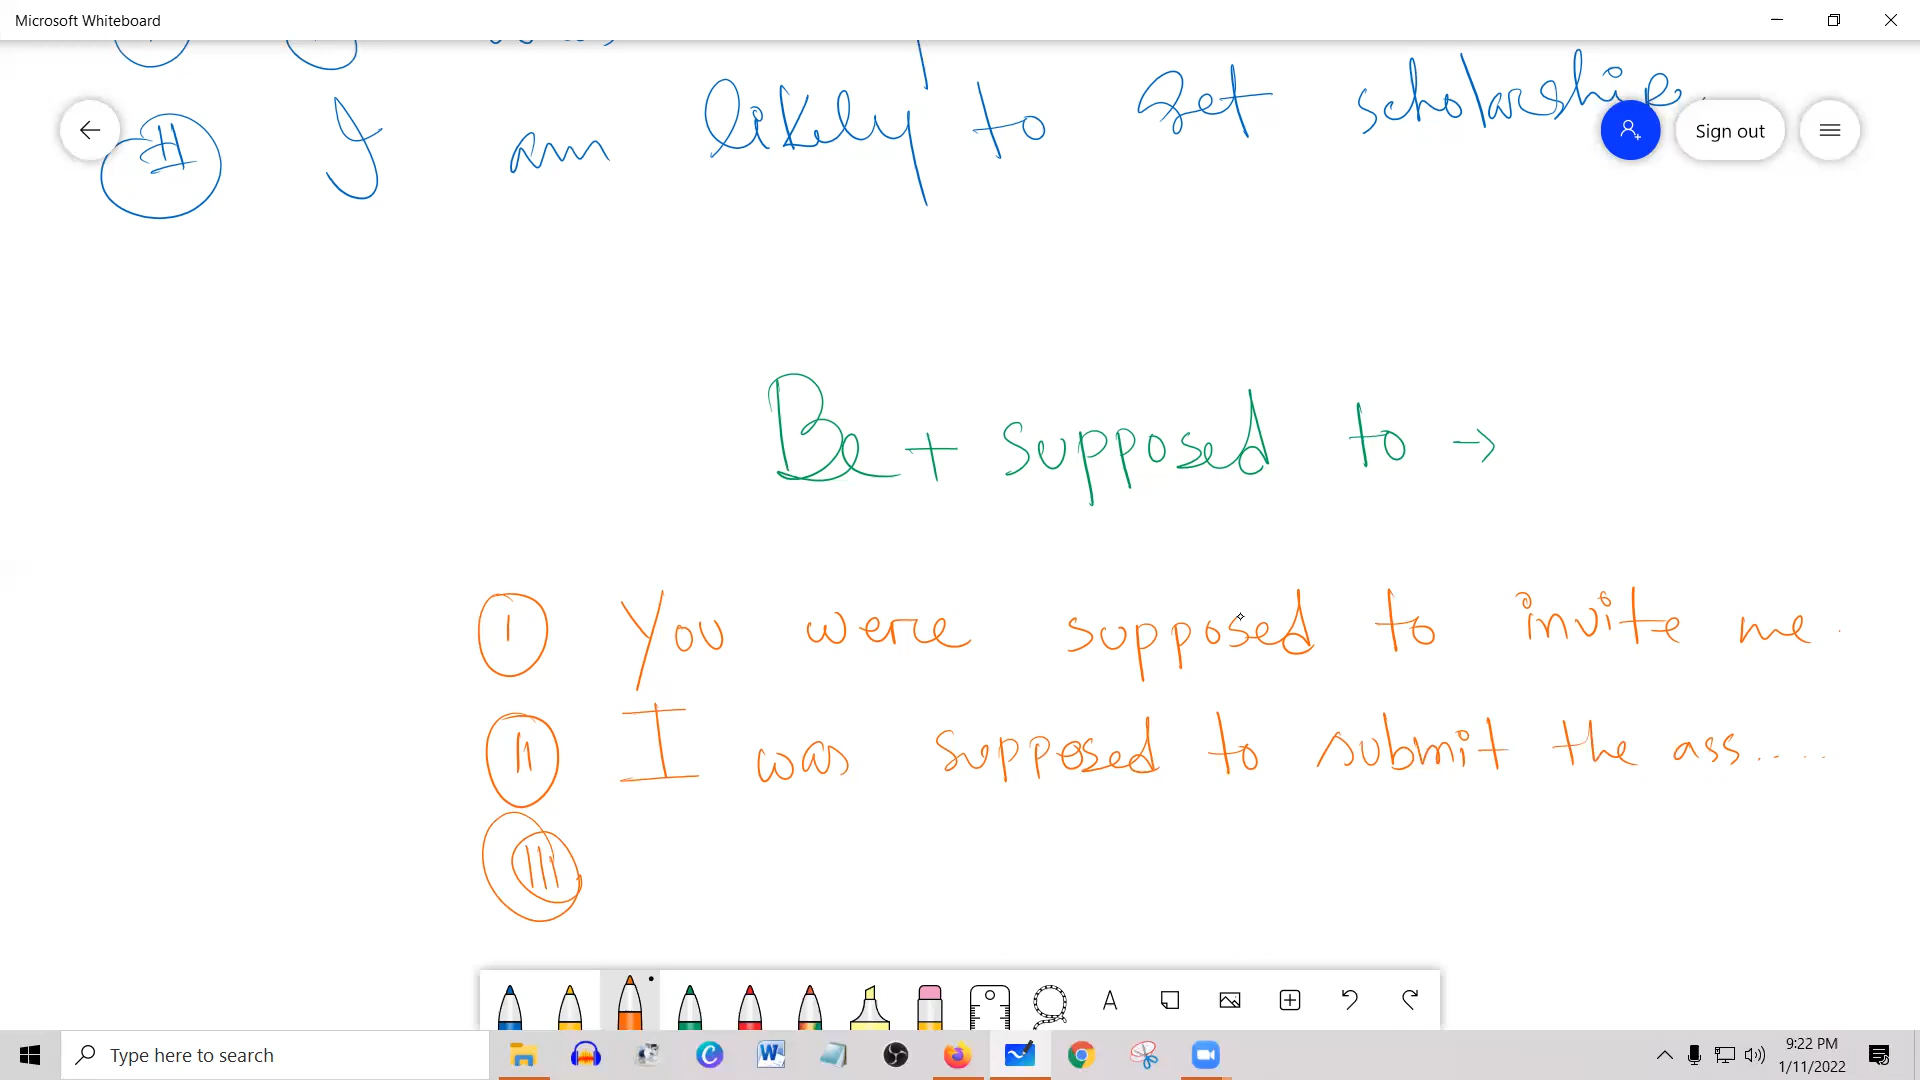 Microsoft Whiteboard
II I am likely to get scholarship.
Sign out
Be + supposed to →
I You were supposed to invite me.
II I was supposed to submit the ass.....
III
A
Type here to search
9:22 PM
1/11/2022